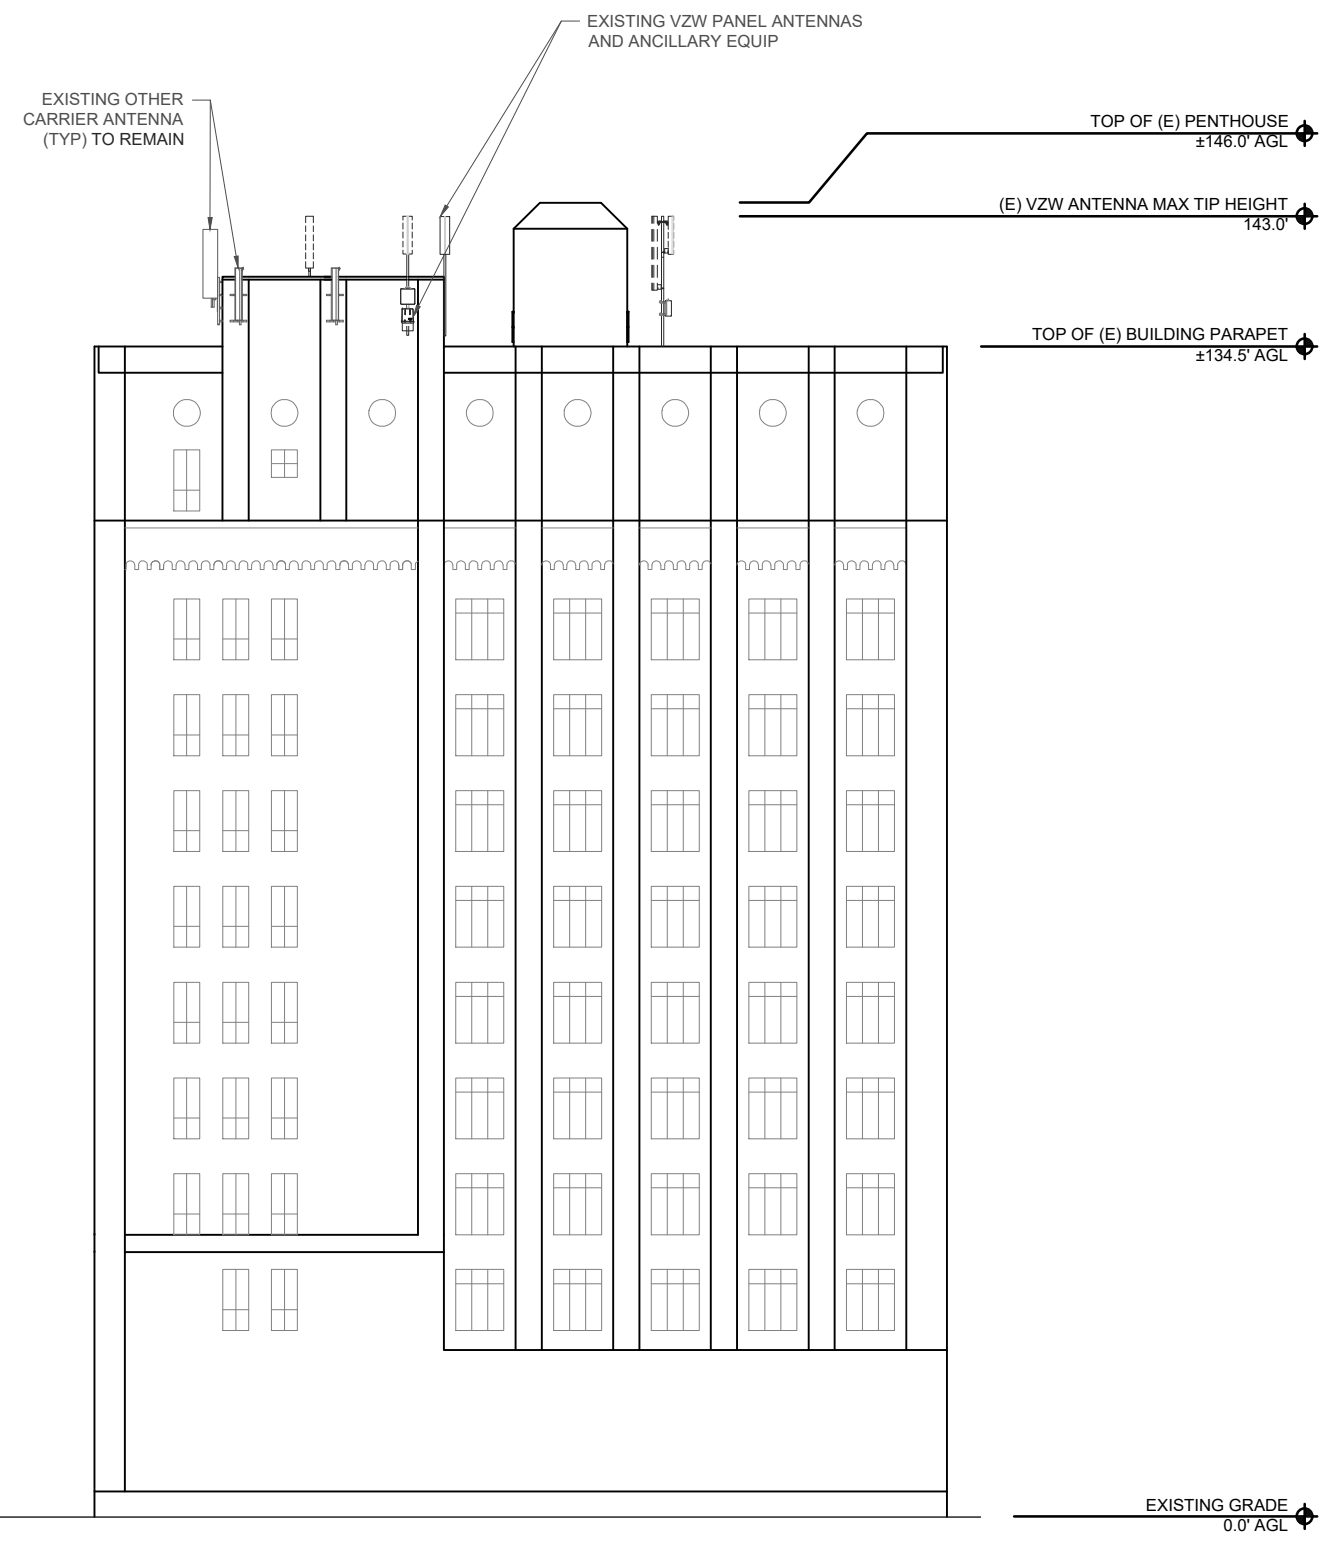 EXISTING VZW PANEL ANTENNAS
AND ANCILLARY EQUIP
EXISTING OTHER
CARRIER ANTENNA
(TYP) TO REMAIN
TOP OF (E) PENTHOUSE
±146.0' AGL
(E) VZW ANTENNA MAX TIP HEIGHT
143.0'
TOP OF (E) BUILDING PARAPET
±134.5' AGL
EXISTING GRADE
0.0' AGL